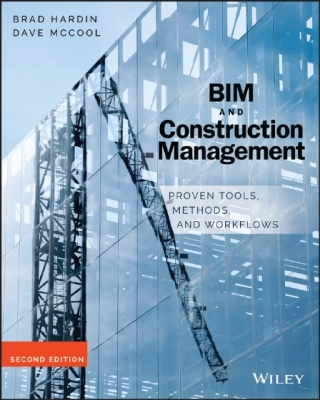 BRAD HARDIN
DAVE MCCOOL
BIM
AND
Construction
Management
PROVEN TOOLS,
METHODS,
AND WORKFLOWS
SECOND EDITION
WILEY